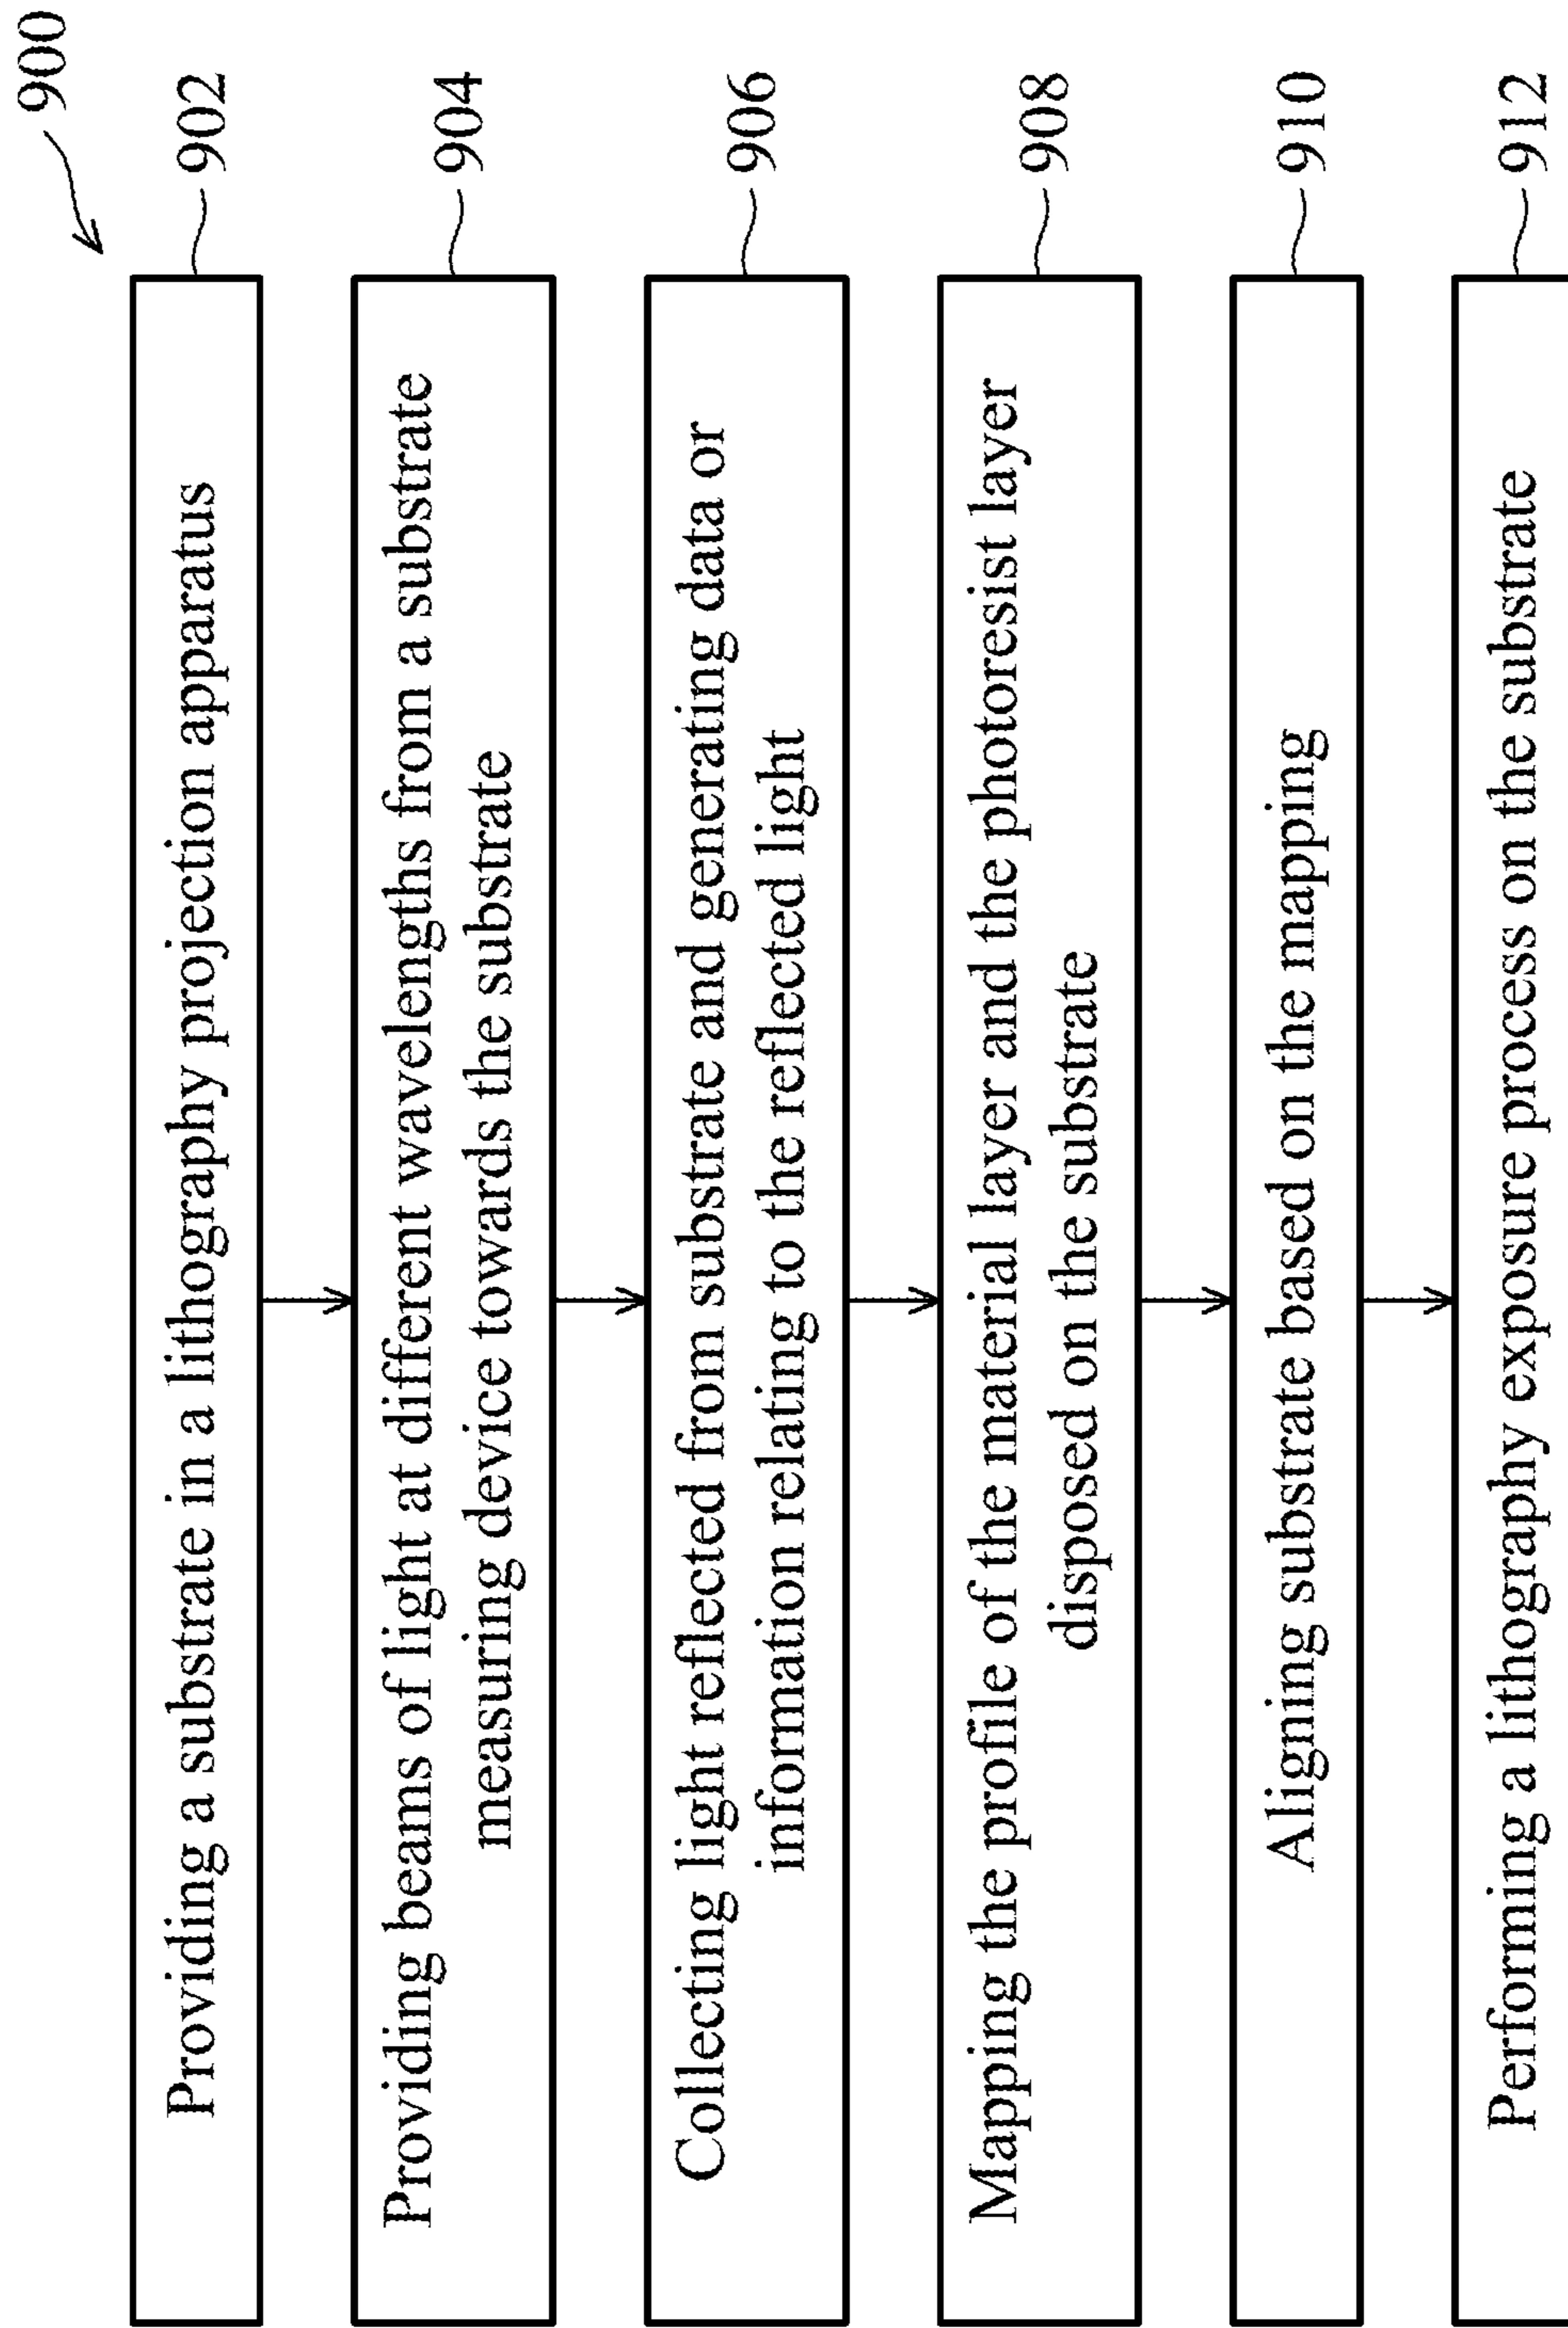 900
Providing a substrate in a lithography projection apparatus
902
Providing beams of light at different wavelengths from a substrate
measuring device towards the substrate
904
Collecting light reflected from substrate and generating data or
information relating to the reflected light
906
Mapping the profile of the material layer and the photoresist layer
disposed on the substrate
908
Aligning substrate based on the mapping
910
Performing a lithography exposure process on the substrate
912